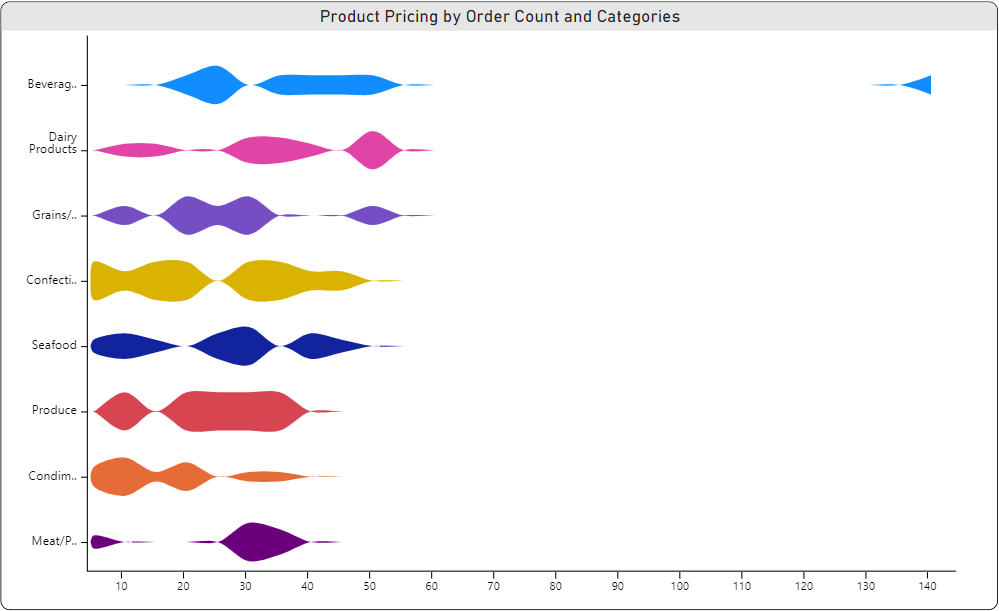 Product Pricing by Order Count and Categories
Beverag..
Dairy
Products
Grains/..
Confecti..
Seafood
Produce
Condim..
Meat/P..
10 20 30 40 50 60 70 80 90 100 110 120 130 140